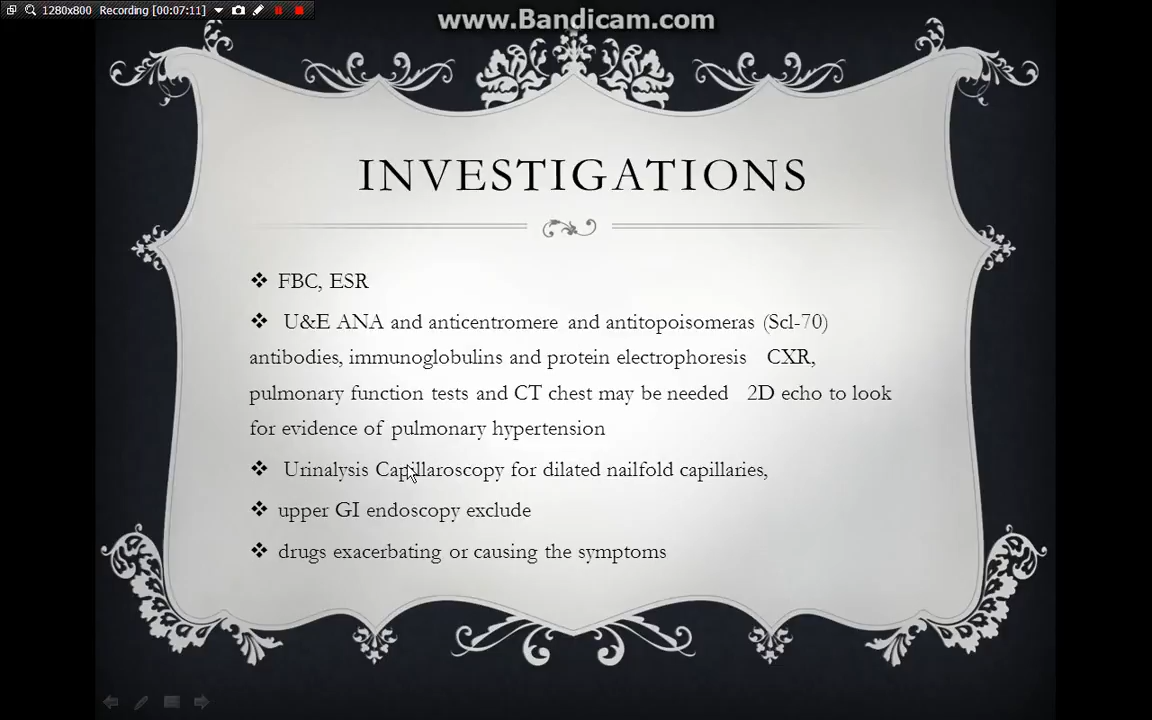 1280x800 Recording [00:07:11]
www.Bandicam.com
INVESTIGATIONS
❖ FBC, ESR
❖ U&E ANA and anticentromere and antitopoisomeras (Scl-70)
antibodies, immunoglobulins and protein electrophoresis CXR,
pulmonary function tests and CT chest may be needed 2D echo to look
for evidence of pulmonary hypertension
❖ Urinalysis Capillaroscopy for dilated nailfold capillaries,
❖ upper GI endoscopy exclude
❖ drugs exacerbating or causing the symptoms